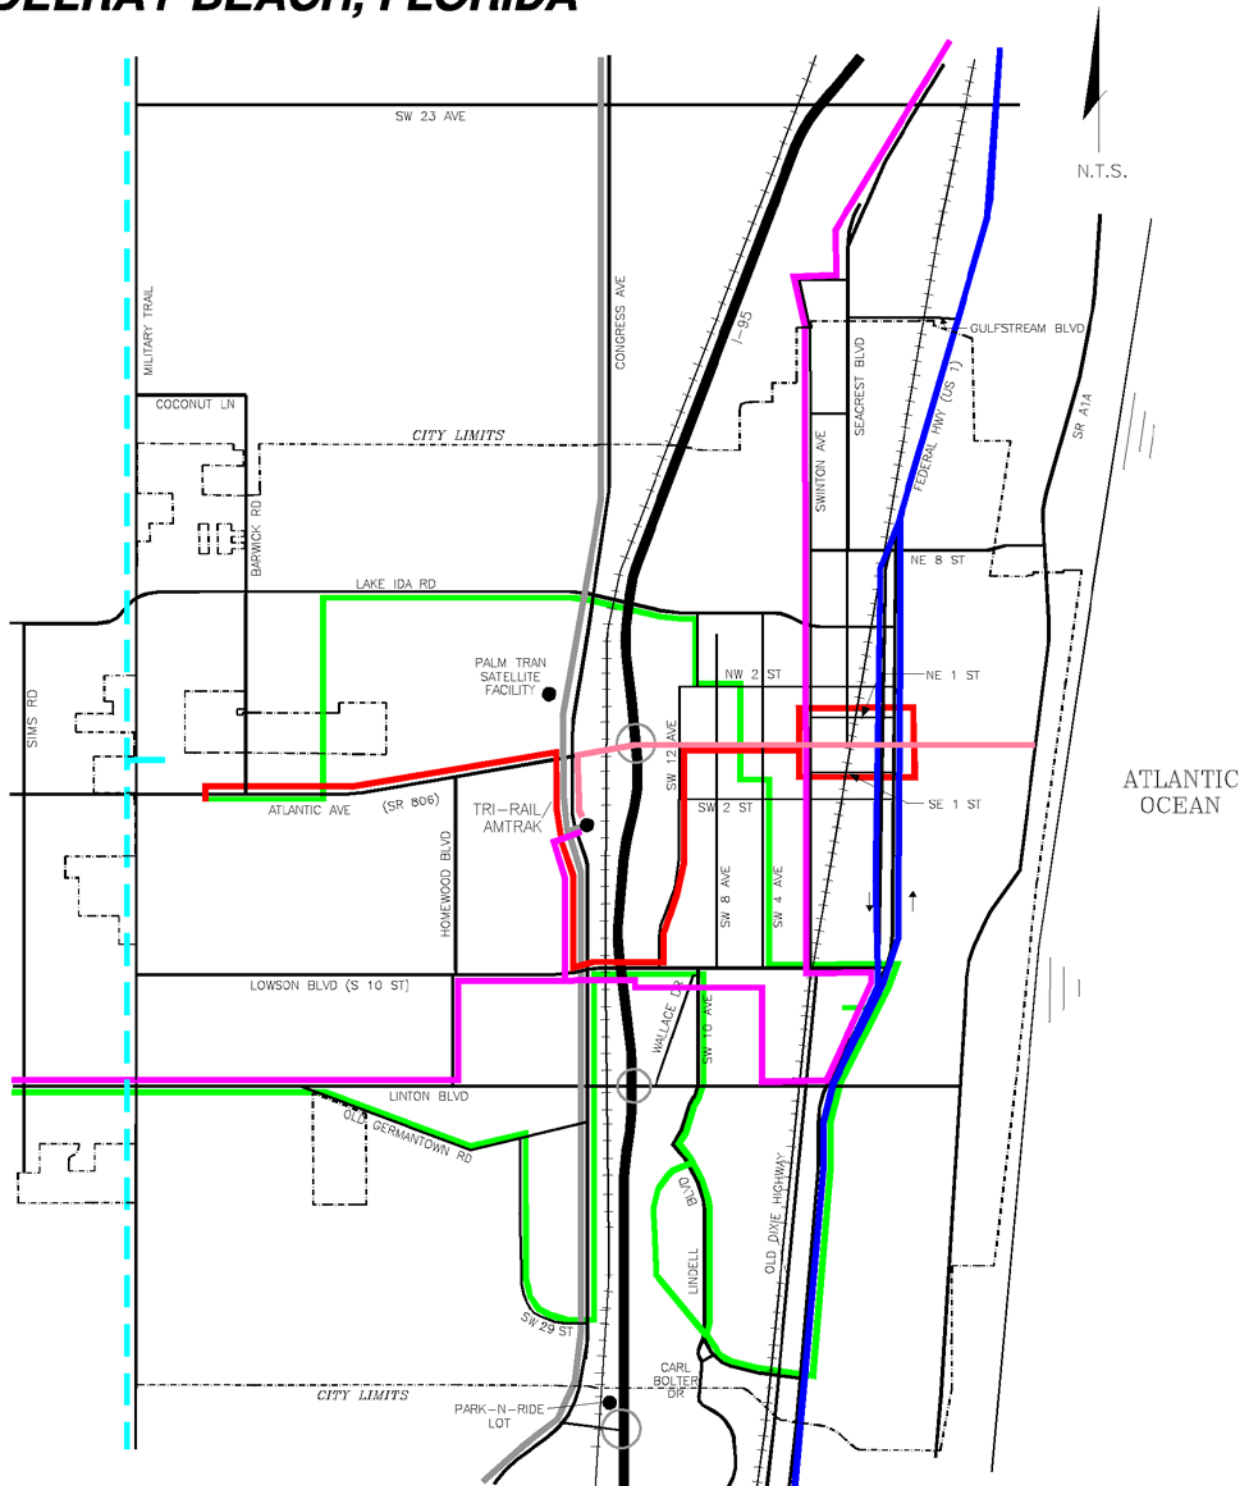 DELRAY BEACH, FLORIDA
SW 23 AVE
N.T.S.
MILITARY TRAIL
CONGRESS AVE
I-95
GULFSTREAM BLVD
SEACREST BLVD
SWINTON AVE
FEDERAL HWY (US 1)
SR A1A
COCONUT LN
CITY LIMITS
BARWICK RD
NE 8 ST
LAKE IDA RD
PALM TRAN
SATELLITE
FACILITY
NW 2 ST
NE 1 ST
SIMS RD
SW 12 AVE
ATLANTIC
OCEAN
ATLANTIC AVE
(SR 806)
TRI-RAIL/
AMTRAK
SW 2 ST
SE 1 ST
HOMEWOOD BLVD
SW 8 AVE
SW 4 AVE
LOWSON BLVD (S 10 ST)
WALLACE DR
SW 10 AVE
LINTON BLVD
OLD GERMANTOWN RD
BLVD
LINDELL
OLD DIXIE HIGHWAY
SW 29 ST
CARL
BOLTER
DR
CITY LIMITS
PARK-N-RIDE
LOT